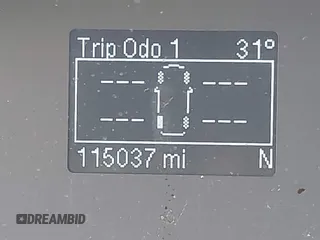 Trip Odo 1 31°
--- ---
--- ---
115037 mi N
DREAMBID